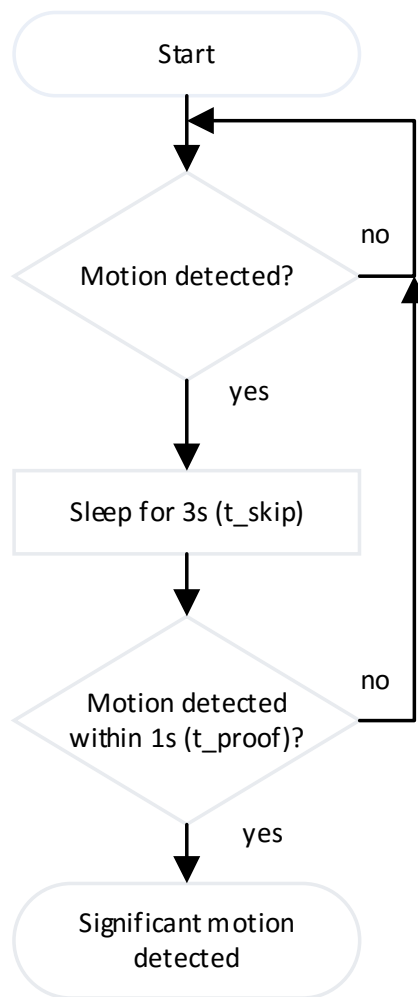 Start
no
Motion detected?
yes
Sleep for 3s (t_skip)
no
Motion detected
within 1s (t_proof)?
yes
Significant motion
detected